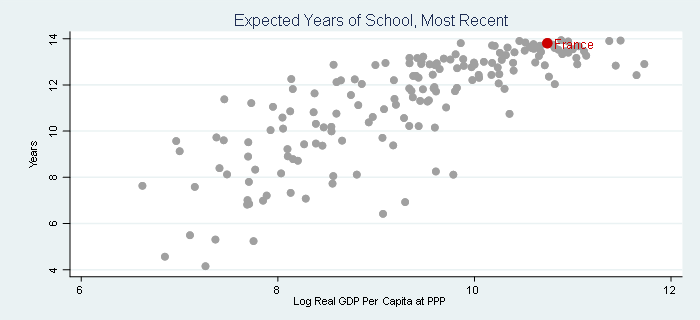 Expected Years of School, Most Recent
14
12
10
8
6
4
Years
France
6
8
10
12
Log Real GDP Per Capita at PPP